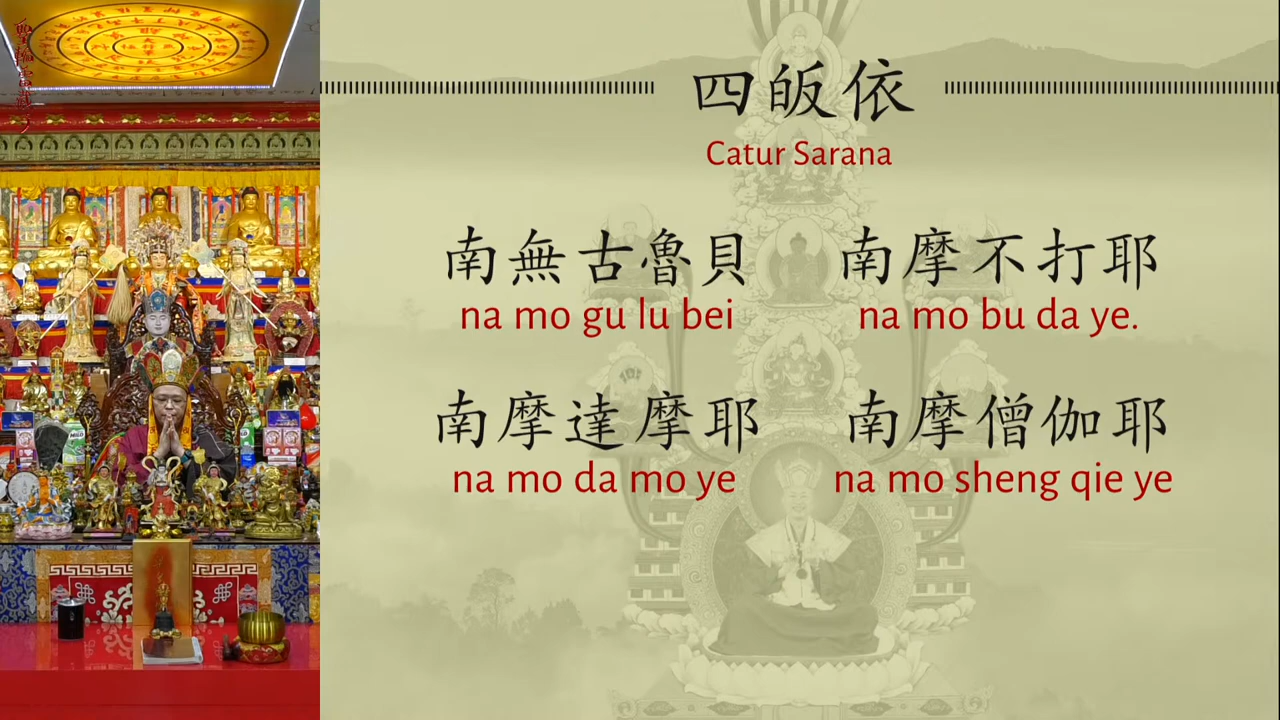 四皈依
Catur Sarana
南無古魯貝 南摩不打耶
na mo gu lu bei na mo bu da ye.
南摩達摩耶 南摩僧伽耶
na mo da mo ye na mo sheng qie ye